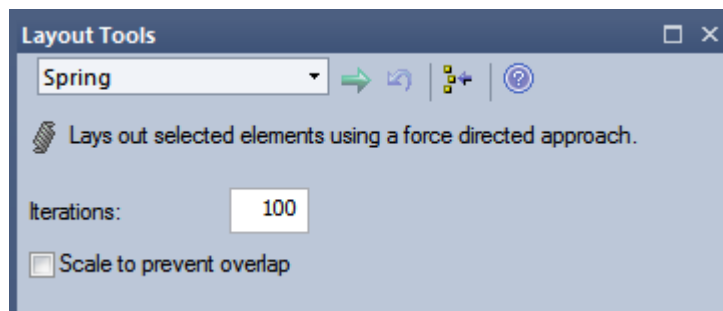 Layout Tools
Spring
Lays out selected elements using a force directed approach.
Iterations: 100
Scale to prevent overlap